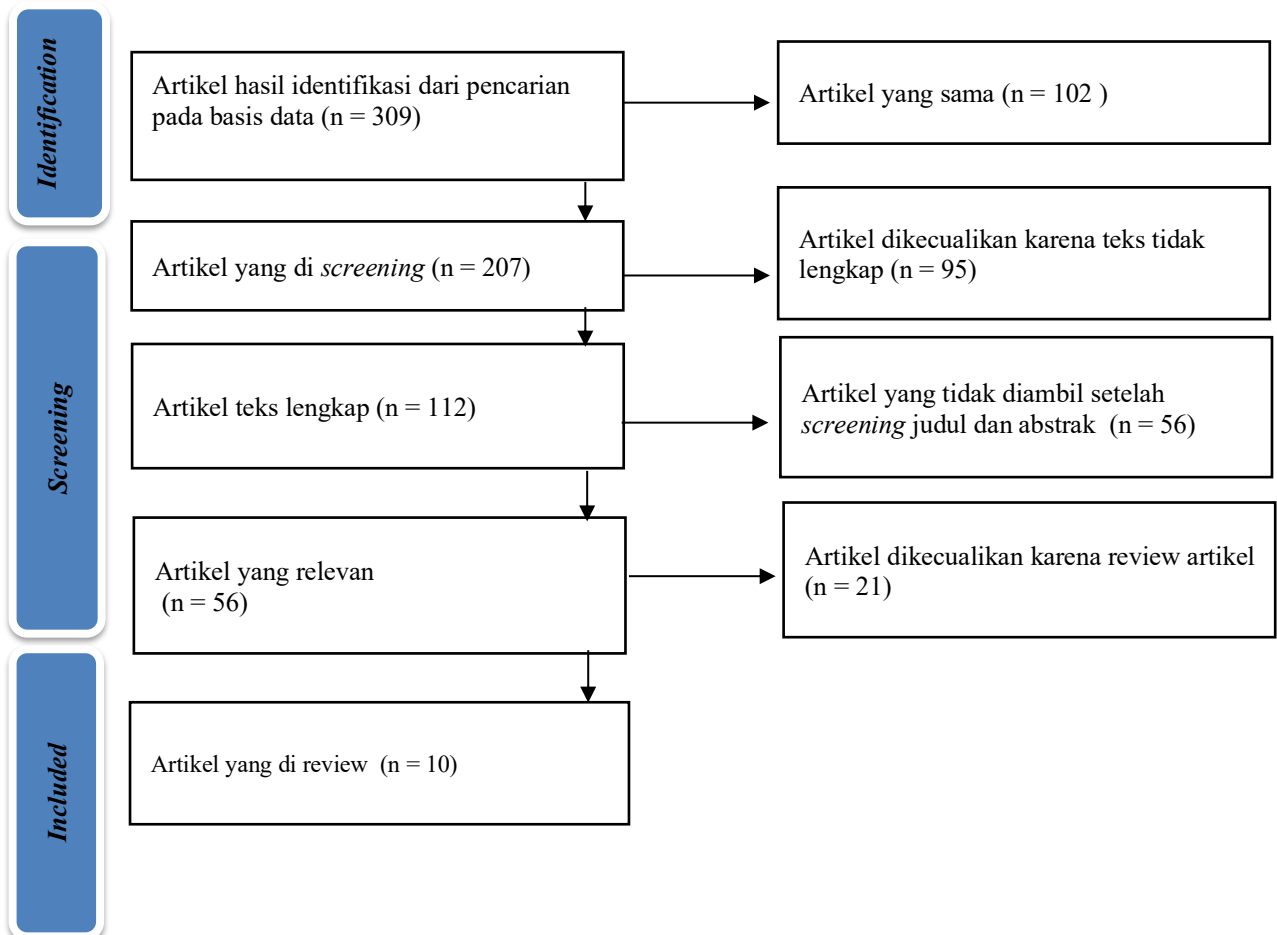 Identification
Artikel hasil identifikasi dari pencarian
pada basis data (n = 309)
Artikel yang sama (n = 102 )
Screening
Artikel yang di screening (n = 207)
Artikel dikecualikan karena teks tidak
lengkap (n = 95)
Artikel teks lengkap (n = 112)
Artikel yang tidak diambil setelah
screening judul dan abstrak (n = 56)
Artikel yang relevan
(n = 56)
Artikel dikecualikan karena review artikel
(n = 21)
Included
Artikel yang di review (n = 10)